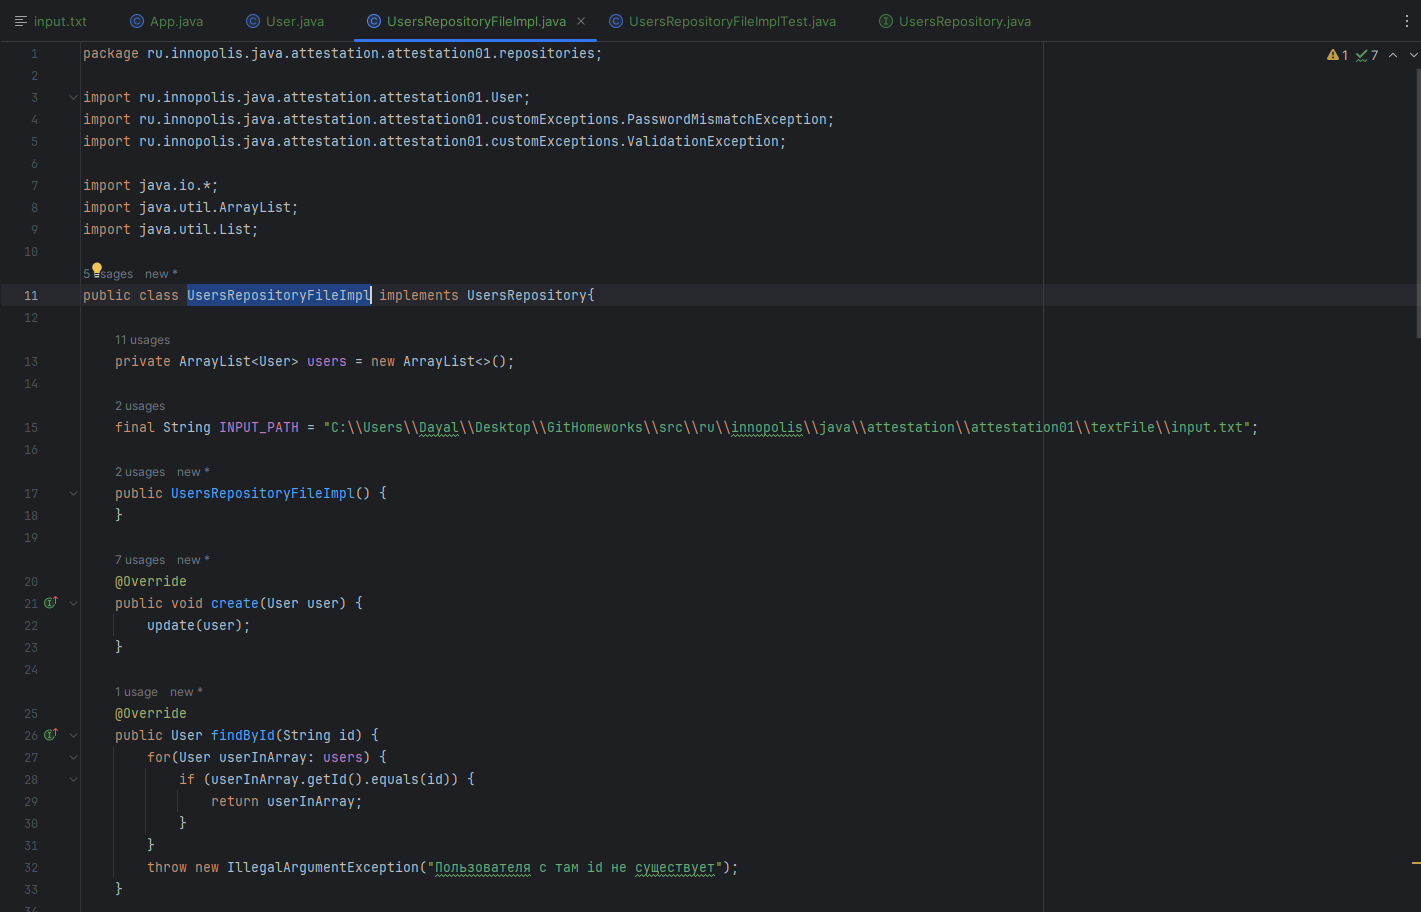 input.txt App.java User.java UsersRepositoryFileImpl.java UsersRepositoryFileImplTest.java UsersRepository.java
1 package ru.innopolis.java.attestation.attestation01.repositories; 1 7
2
3 import ru.innopolis.java.attestation.attestation01.User;
4 import ru.innopolis.java.attestation.attestation01.customExceptions.PasswordMismatchException;
5 import ru.innopolis.java.attestation.attestation01.customExceptions.ValidationException;
6
7 import java.io.*;
8 import java.util.ArrayList;
9 import java.util.List;
10
5 usages new *
11 public class UsersRepositoryFileImpl implements UsersRepository{
12
11 usages
13 private ArrayList<User> users = new ArrayList<>();
14
2 usages
15 final String INPUT_PATH = "C:\\Users\\Dayal\\Desktop\\GitHomeworks\\src\\ru\\innopolis\\java\\attestation\\attestation01\\textFile\\input.txt";
16
2 usages new *
17 public UsersRepositoryFileImpl() {
18 }
19
7 usages new *
20 @Override
21 public void create(User user) {
22 update(user);
23 }
24
1 usage new *
25 @Override
26 public User findById(String id) {
27 for(User userInArray: users) {
28 if (userInArray.getId().equals(id)) {
29 return userInArray;
30 }
31 }
32 throw new IllegalArgumentException("Пользователя с там id не существует");
33 }
34